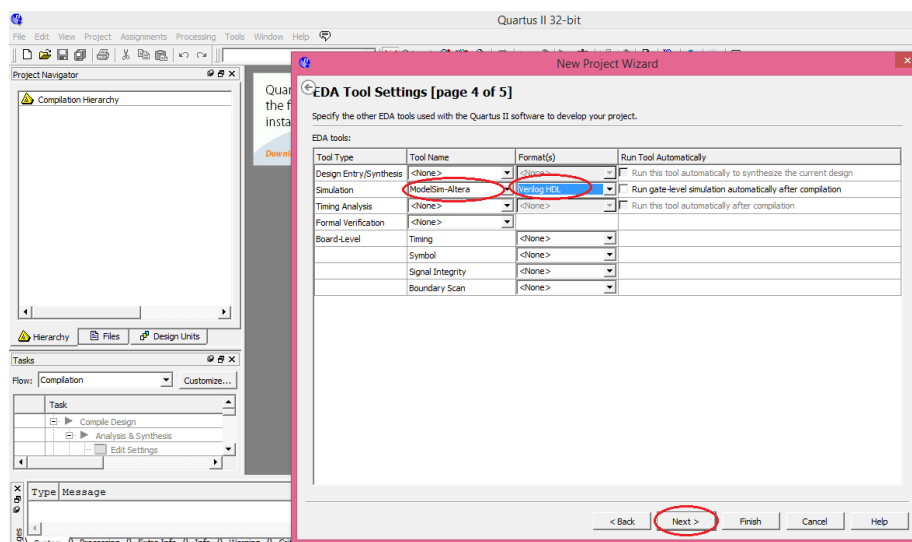 Quartus II 32-bit
File Edit View Project Assignments Processing Tools Window Help
Project Navigator
Compilation Hierarchy
Hierarchy Files Design Units
Tasks
Flow: Compilation Customize...
Task
Compile Design
Analysis & Synthesis
Edit Settings
Type Message
Quar
the f
insta
New Project Wizard
EDA Tool Settings [page 4 of 5]
Specify the other EDA tools used with the Quartus II software to develop your project.
EDA tools:
Tool Type Tool Name Format(s) Run Tool Automatically
Design Entry/Synthesis <None> <None> Run this tool automatically to synthesize the current design
Simulation ModelSim-Altera Verilog HDL Run gate-level simulation automatically after compilation
Timing Analysis <None> <None> Run this tool automatically after compilation
Formal Verification <None>
Board-Level Timing <None>
Symbol <None>
Signal Integrity <None>
Boundary Scan <None>
< Back Next > Finish Cancel Help